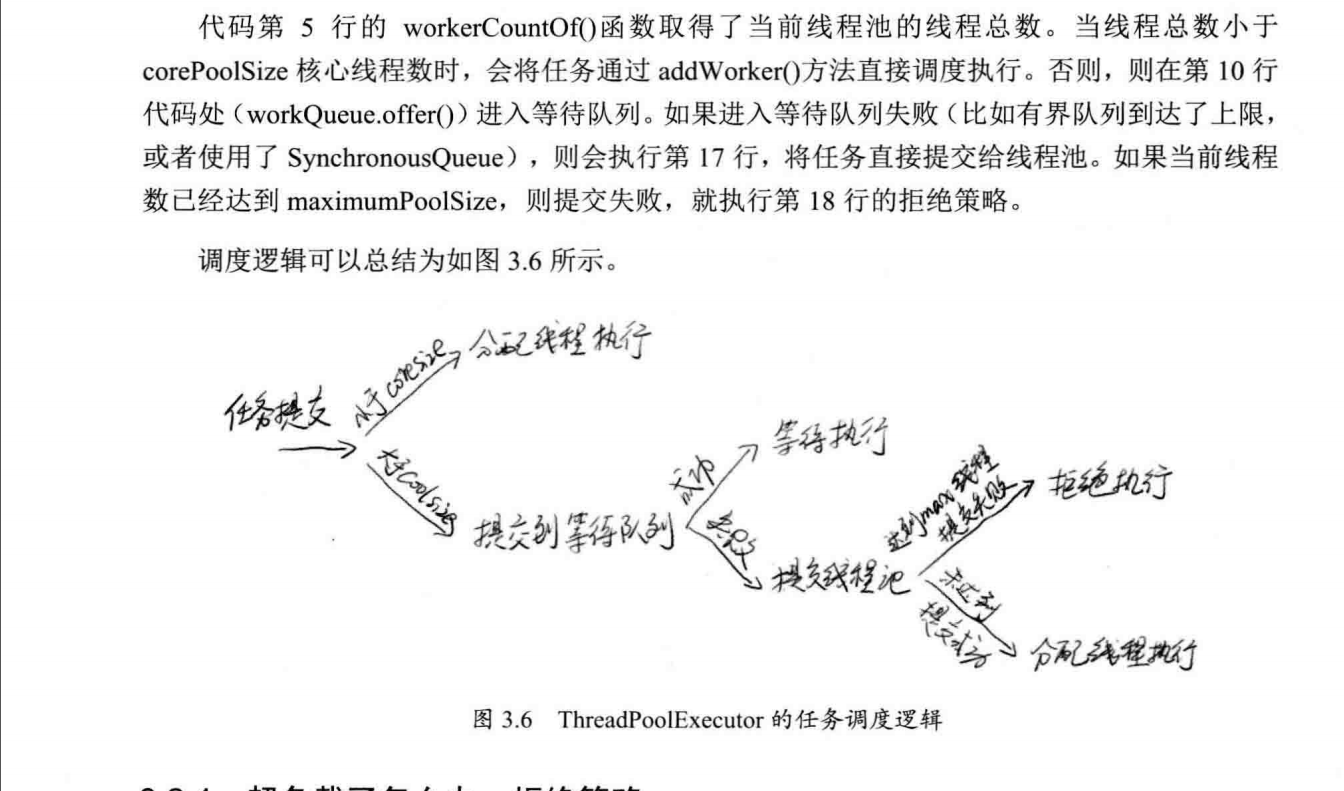 代码第 5 行的 workerCountOf()函数取得了当前线程池的线程总数。当线程总数小于
corePoolSize 核心线程数时，会将任务通过 addWorker()方法直接调度执行。否则，则在第 10 行
代码处（workQueue.offer()）进入等待队列。如果进入等待队列失败（比如有界队列到达了上限，
或者使用了 SynchronousQueue），则会执行第 17 行，将任务直接提交给线程池。如果当前线程
数已经达到 maximumPoolSize，则提交失败，就执行第 18 行的拒绝策略。
调度逻辑可以总结为如图 3.6 所示。
任务提交
小于coresize
分配线程执行
大于coolsize
提交到等待队列
成功
等待执行
失败
提交线程池
达到max线程
提交失败
拒绝执行
未达到
提交成功
分配线程执行
图 3.6 ThreadPoolExecutor 的任务调度逻辑